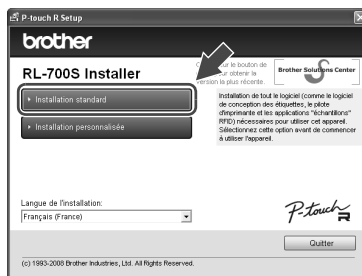 P-touch R Setup
brother
RL-700S Installer
ur le bouton de
ur obtenir la
version la plus récente.
Brother Solutions Center
Installation standard
Installation personnalisée
Installation de tout le logiciel (comme le logiciel
de conception des étiquettes, le pilote
d'imprimante et les applications "échantillons"
RFID) nécessaires pour utiliser cet appareil.
Sélectionnez cette option avant de commencer
à utiliser l'appareil.
Langue de l'installation:
Français (France)
P-touch R
Quitter
(c) 1993-2008 Brother Industries, Ltd. All Rights Reserved.